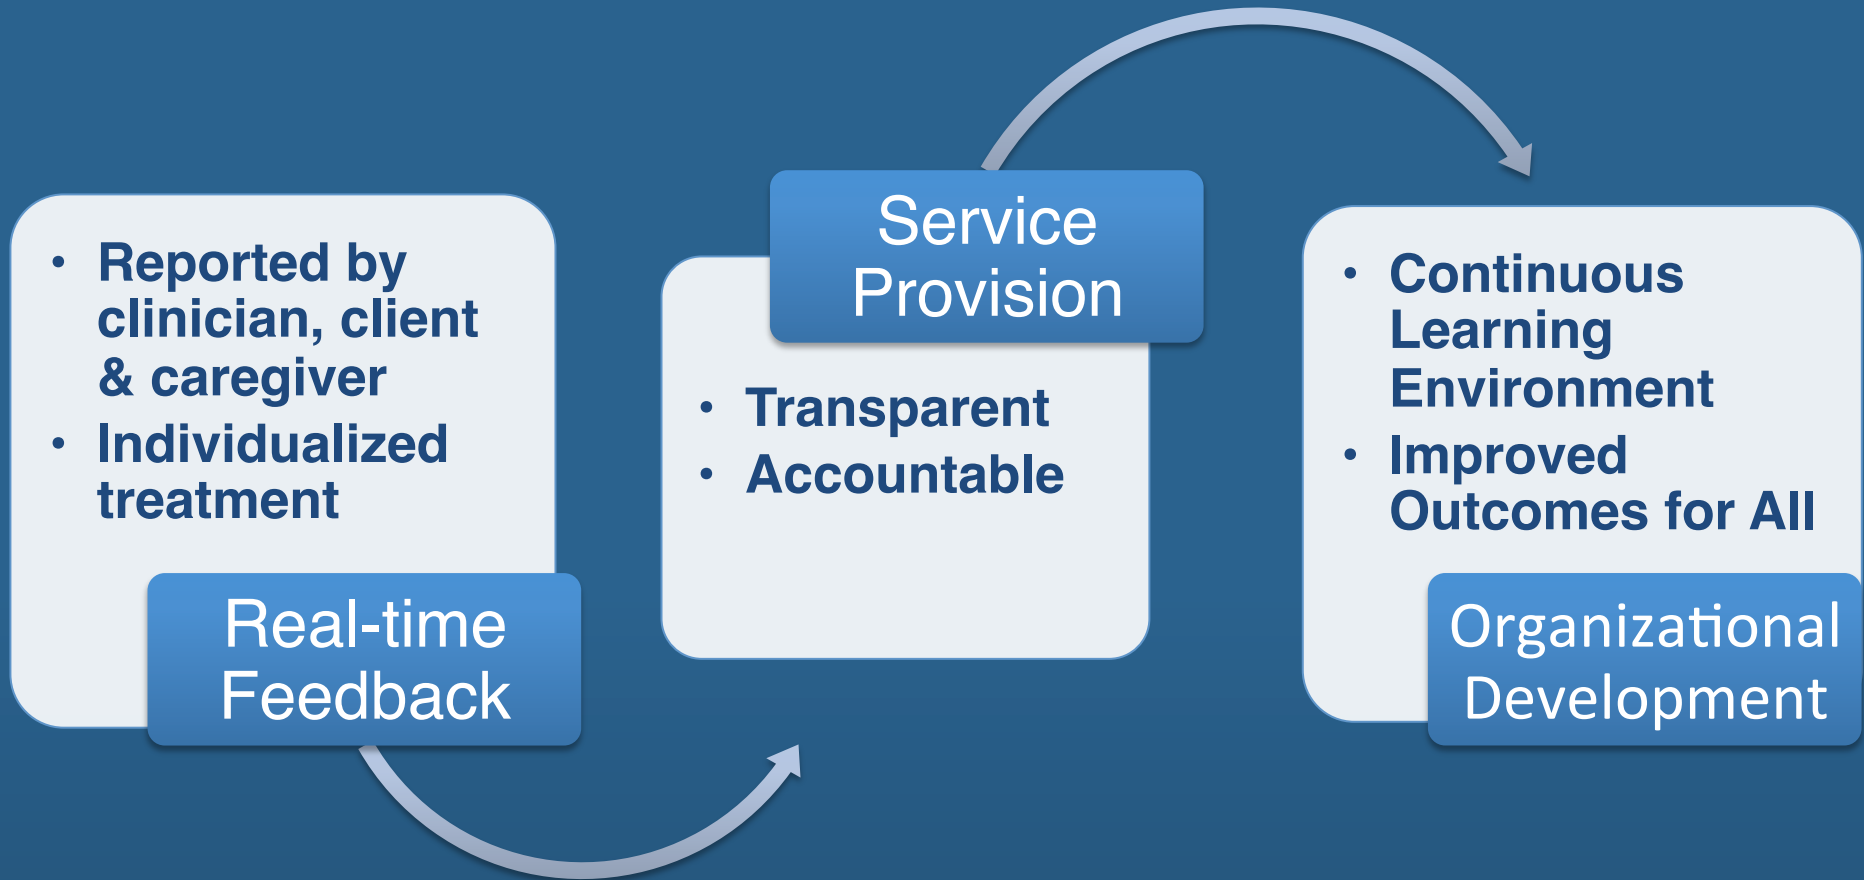 • Reported by
clinician, client
& caregiver
• Individualized
treatment
Real-time
Feedback
Service
Provision
• Transparent
• Accountable
• Continuous
Learning
Environment
• Improved
Outcomes for All
Organizational
Development